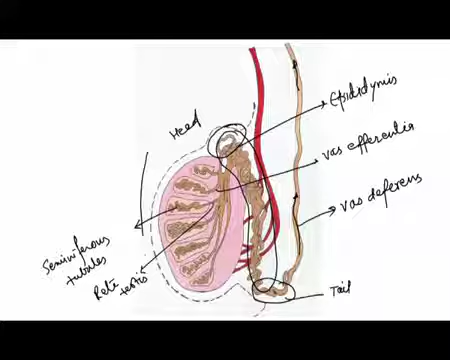 Head
Epididymis
Vas efferentia
Vas deferens
Seminiferous
tubules
Rete
testis
Tail